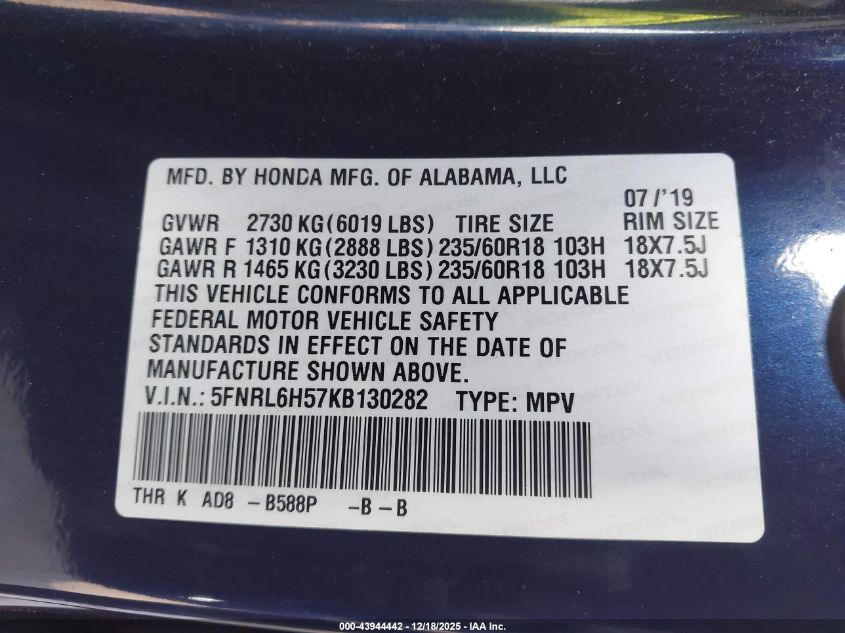 MFD. BY HONDA MFG. OF ALABAMA, LLC
07/'19
GVWR 2730 KG(6019 LBS) TIRE SIZE RIM SIZE
GAWR F 1310 KG(2888 LBS) 235/60R18 103H 18X7.5J
GAWR R 1465 KG(3230 LBS) 235/60R18 103H 18X7.5J
THIS VEHICLE CONFORMS TO ALL APPLICABLE
FEDERAL MOTOR VEHICLE SAFETY
STANDARDS IN EFFECT ON THE DATE OF
MANUFACTURE SHOWN ABOVE.
V.I.N.: 5FNRL6H57KB130282 TYPE: MPV
THR K AD8 -B588P -B-B
000-43944442 - 12/18/2025 - IAA Inc.